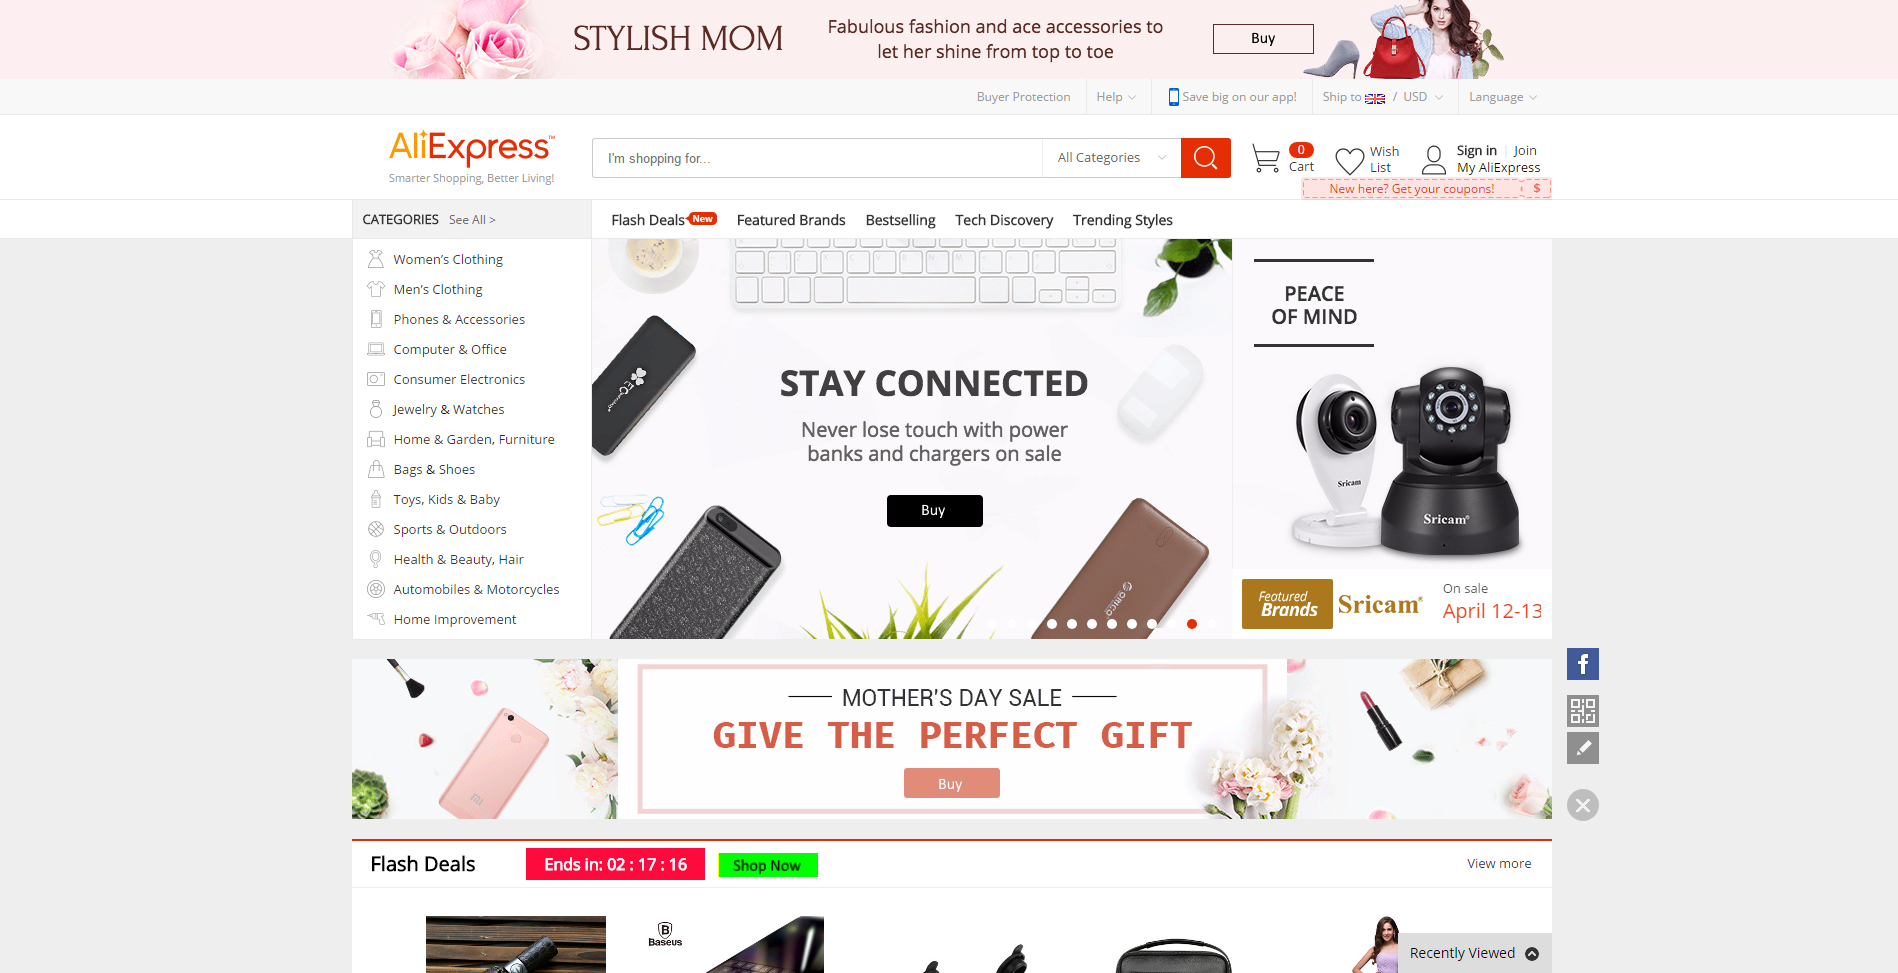 STYLISH MOM
Fabulous fashion and ace accessories to
let her shine from top to toe
Buy
Buyer Protection
Help
Save big on our app!
Ship to / USD
Language
AliExpress™
Smarter Shopping, Better Living!
I'm shopping for...
All Categories
0
Cart
Wish
List
Sign in | Join
My AliExpress
New here? Get your coupons! $
CATEGORIES See All >
Flash Deals New
Featured Brands
Bestselling
Tech Discovery
Trending Styles
Women's Clothing
Men's Clothing
Phones & Accessories
Computer & Office
Consumer Electronics
Jewelry & Watches
Home & Garden, Furniture
Bags & Shoes
Toys, Kids & Baby
Sports & Outdoors
Health & Beauty, Hair
Automobiles & Motorcycles
Home Improvement
STAY CONNECTED
Never lose touch with power
banks and chargers on sale
Buy
ORICO
PEACE
OF MIND
Sricam
Sricam®
Featured
Brands
Sricam®
On sale
April 12-13
MOTHER'S DAY SALE
GIVE THE PERFECT GIFT
Buy
MI
Flash Deals
Ends in: 02 : 17 : 16
Shop Now
View more
B
Baseus
Recently Viewed